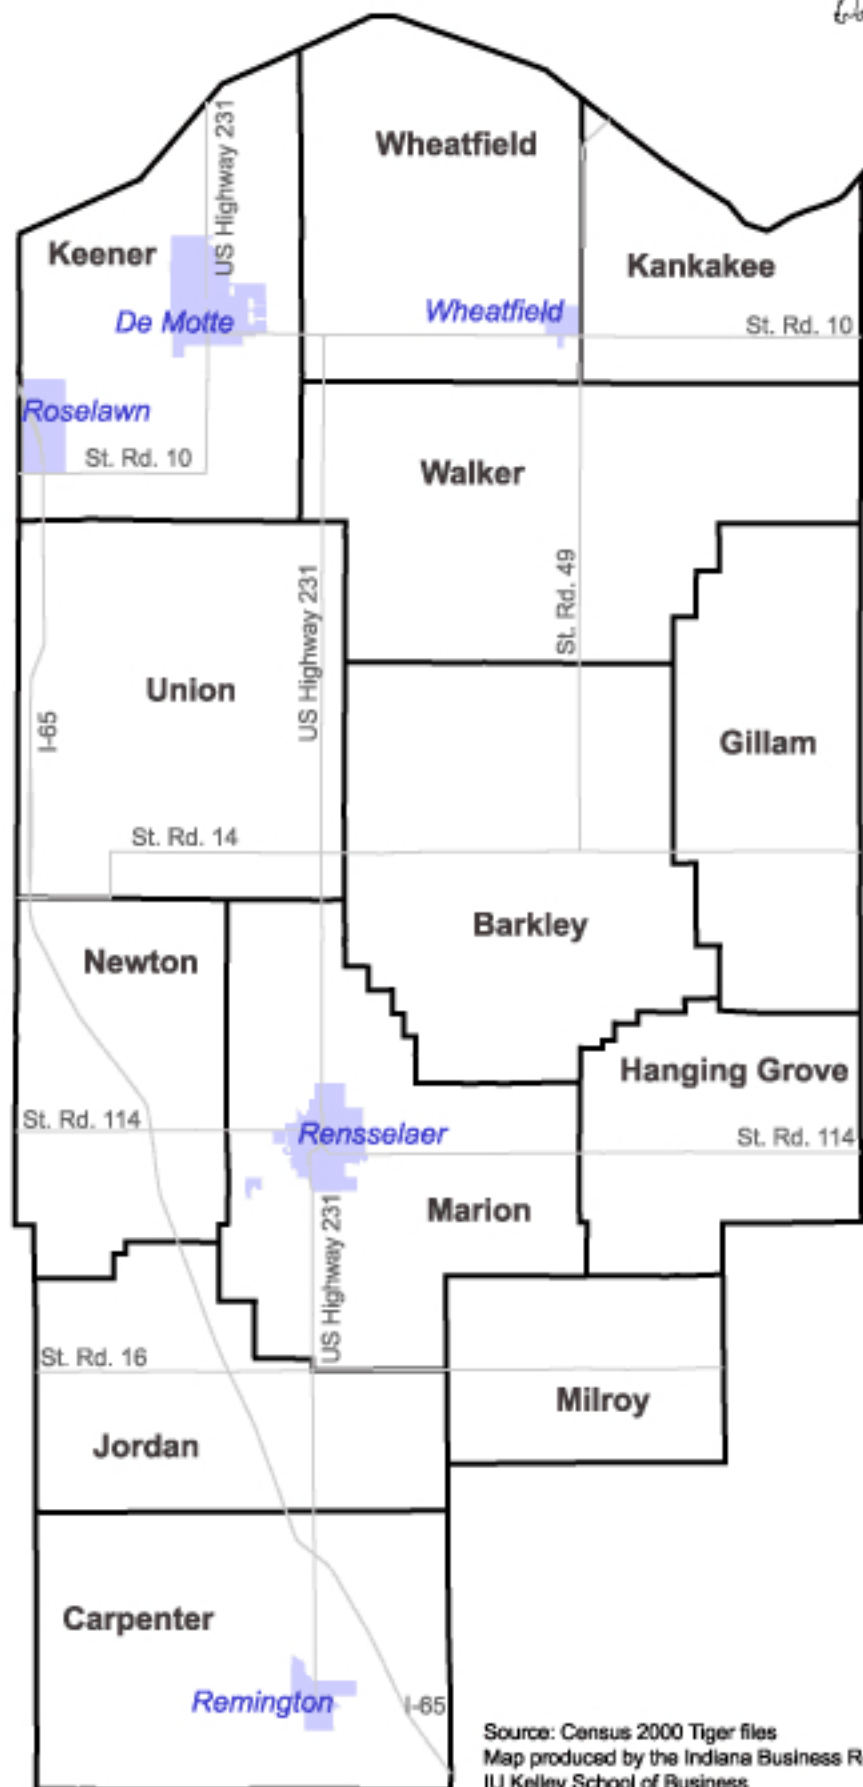 US Highway 231
Wheatfield
Keener
Kankakee
Wheatfield
De Motte
St. Rd. 10
Roselawn
St. Rd. 10
Walker
St. Rd. 49
US Highway 231
Union
I-65
Gillam
St. Rd. 14
Barkley
Newton
Hanging Grove
St. Rd. 114
Rensselaer
St. Rd. 114
Marion
US Highway 231
St. Rd. 16
Milroy
Jordan
Carpenter
Remington
I-65
Source: Census 2000 Tiger files
Map produced by the Indiana Business R
IU Kelley School of Business